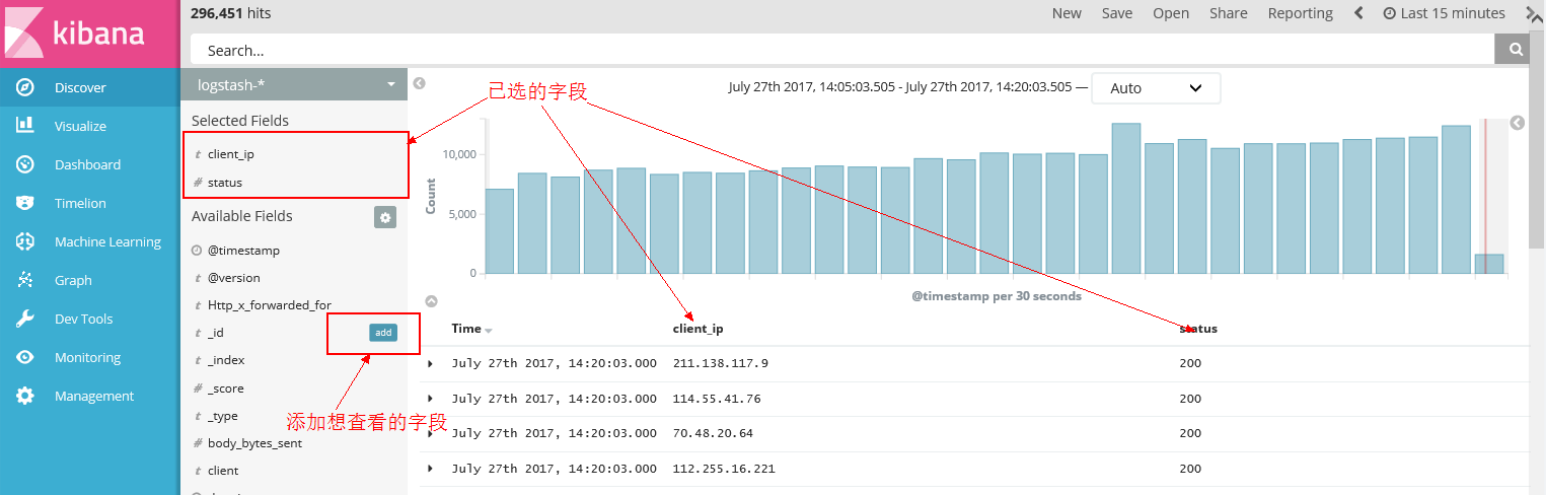 kibana
Discover
Visualize
Dashboard
Timelion
Machine Learning
Graph
Dev Tools
Monitoring
Management
296,451 hits
New Save Open Share Reporting Last 15 minutes
Search...
logstash-*
Selected Fields
t client_ip
# status
Available Fields
@timestamp
t @version
t Http_x_forwarded_for
t _id add
t _index
# _score
t _type
# body_bytes_sent
t client
已选的字段
添加想查看的字段
July 27th 2017, 14:05:03.505 - July 27th 2017, 14:20:03.505 — Auto
Count
10,000
5,000
0
@timestamp per 30 seconds
Time client_ip status
July 27th 2017, 14:20:03.000 211.138.117.9 200
July 27th 2017, 14:20:03.000 114.55.41.76 200
July 27th 2017, 14:20:03.000 70.48.20.64 200
July 27th 2017, 14:20:03.000 112.255.16.221 200